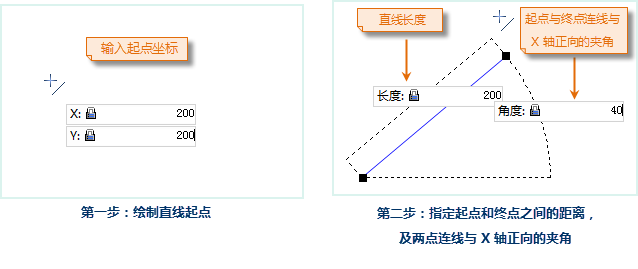 输入起点坐标
X: 200
Y: 200
第一步：绘制直线起点
直线长度
起点与终点连线与
X 轴正向的夹角
长度: 200
角度: 40
第二步：指定起点和终点之间的距离，
及两点连线与 X 轴正向的夹角